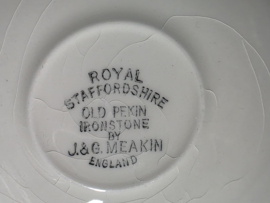 ROYAL
STAFFORDSHIRE
OLD PEKIN
IRONSTONE
BY
J.&G. MEAKIN
ENGLAND